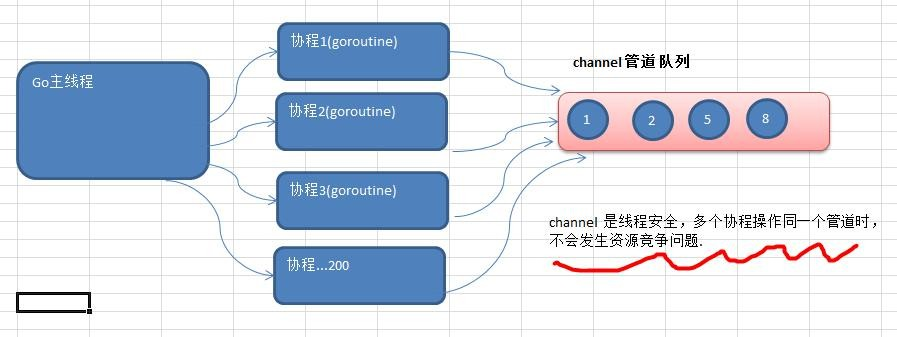 Go主线程
协程1(goroutine)
协程2(goroutine)
协程3(goroutine)
协程...200
channel管道队列
1 2 5 8
channel 是线程安全，多个协程操作同一个管道时，
不会发生资源竞争问题.